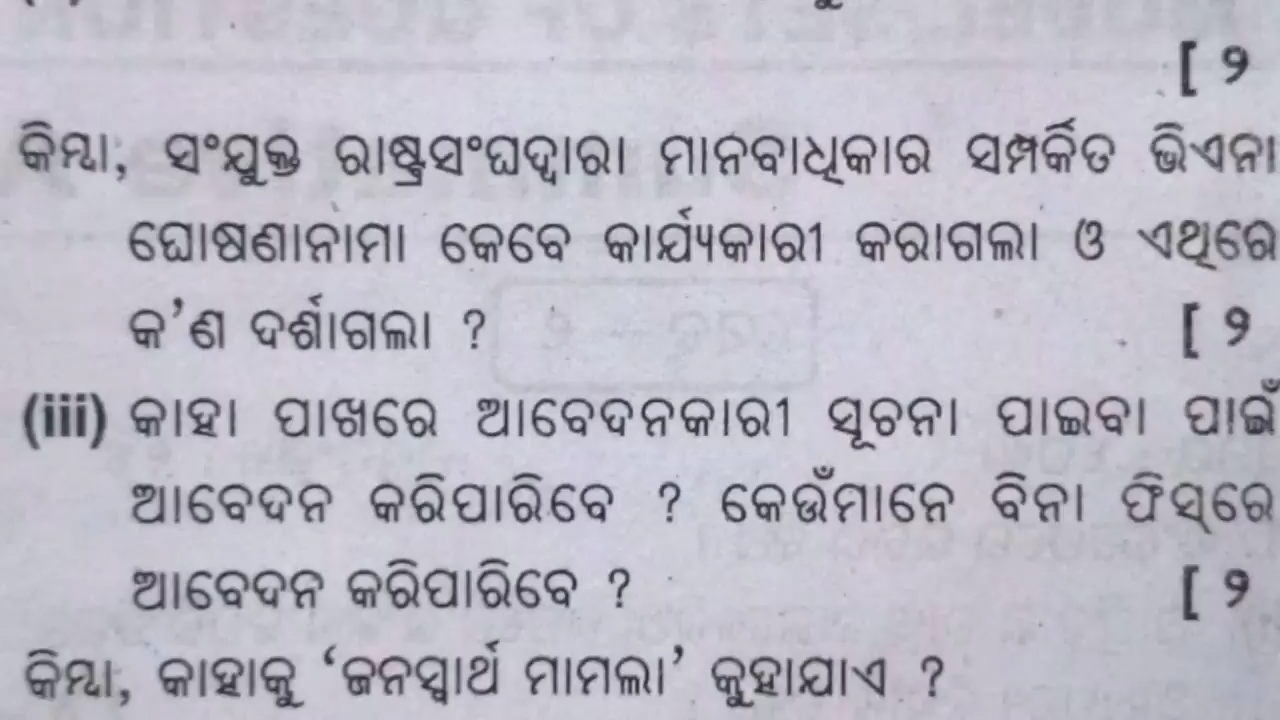 [ ୨
କିମ୍ବା, ସଂଯୁକ୍ତ ରାଷ୍ଟ୍ରସଂଘଦ୍ୱାରା ମାନବାଧିକାର ସମ୍ପର୍କିତ ଭିଏନା
ଘୋଷଣାନାମା କେବେ କାର୍ଯ୍ୟକାରୀ କରାଗଲା ଓ ଏଥିରେ
କ'ଣ ଦର୍ଶାଗଲା ? [ ୨
(iii) କାହା ପାଖରେ ଆବେଦନକାରୀ ସୂଚନା ପାଇବା ପାଇଁ
ଆବେଦନ କରିପାରିବେ ? କେଉଁମାନେ ବିନା ଫିସ୍‌ରେ
ଆବେଦନ କରିପାରିବେ ? [ ୨
କିମ୍ବା, କାହାକୁ ‘ଜନସ୍ୱାର୍ଥ ମାମଲା’ କୁହାଯାଏ ?